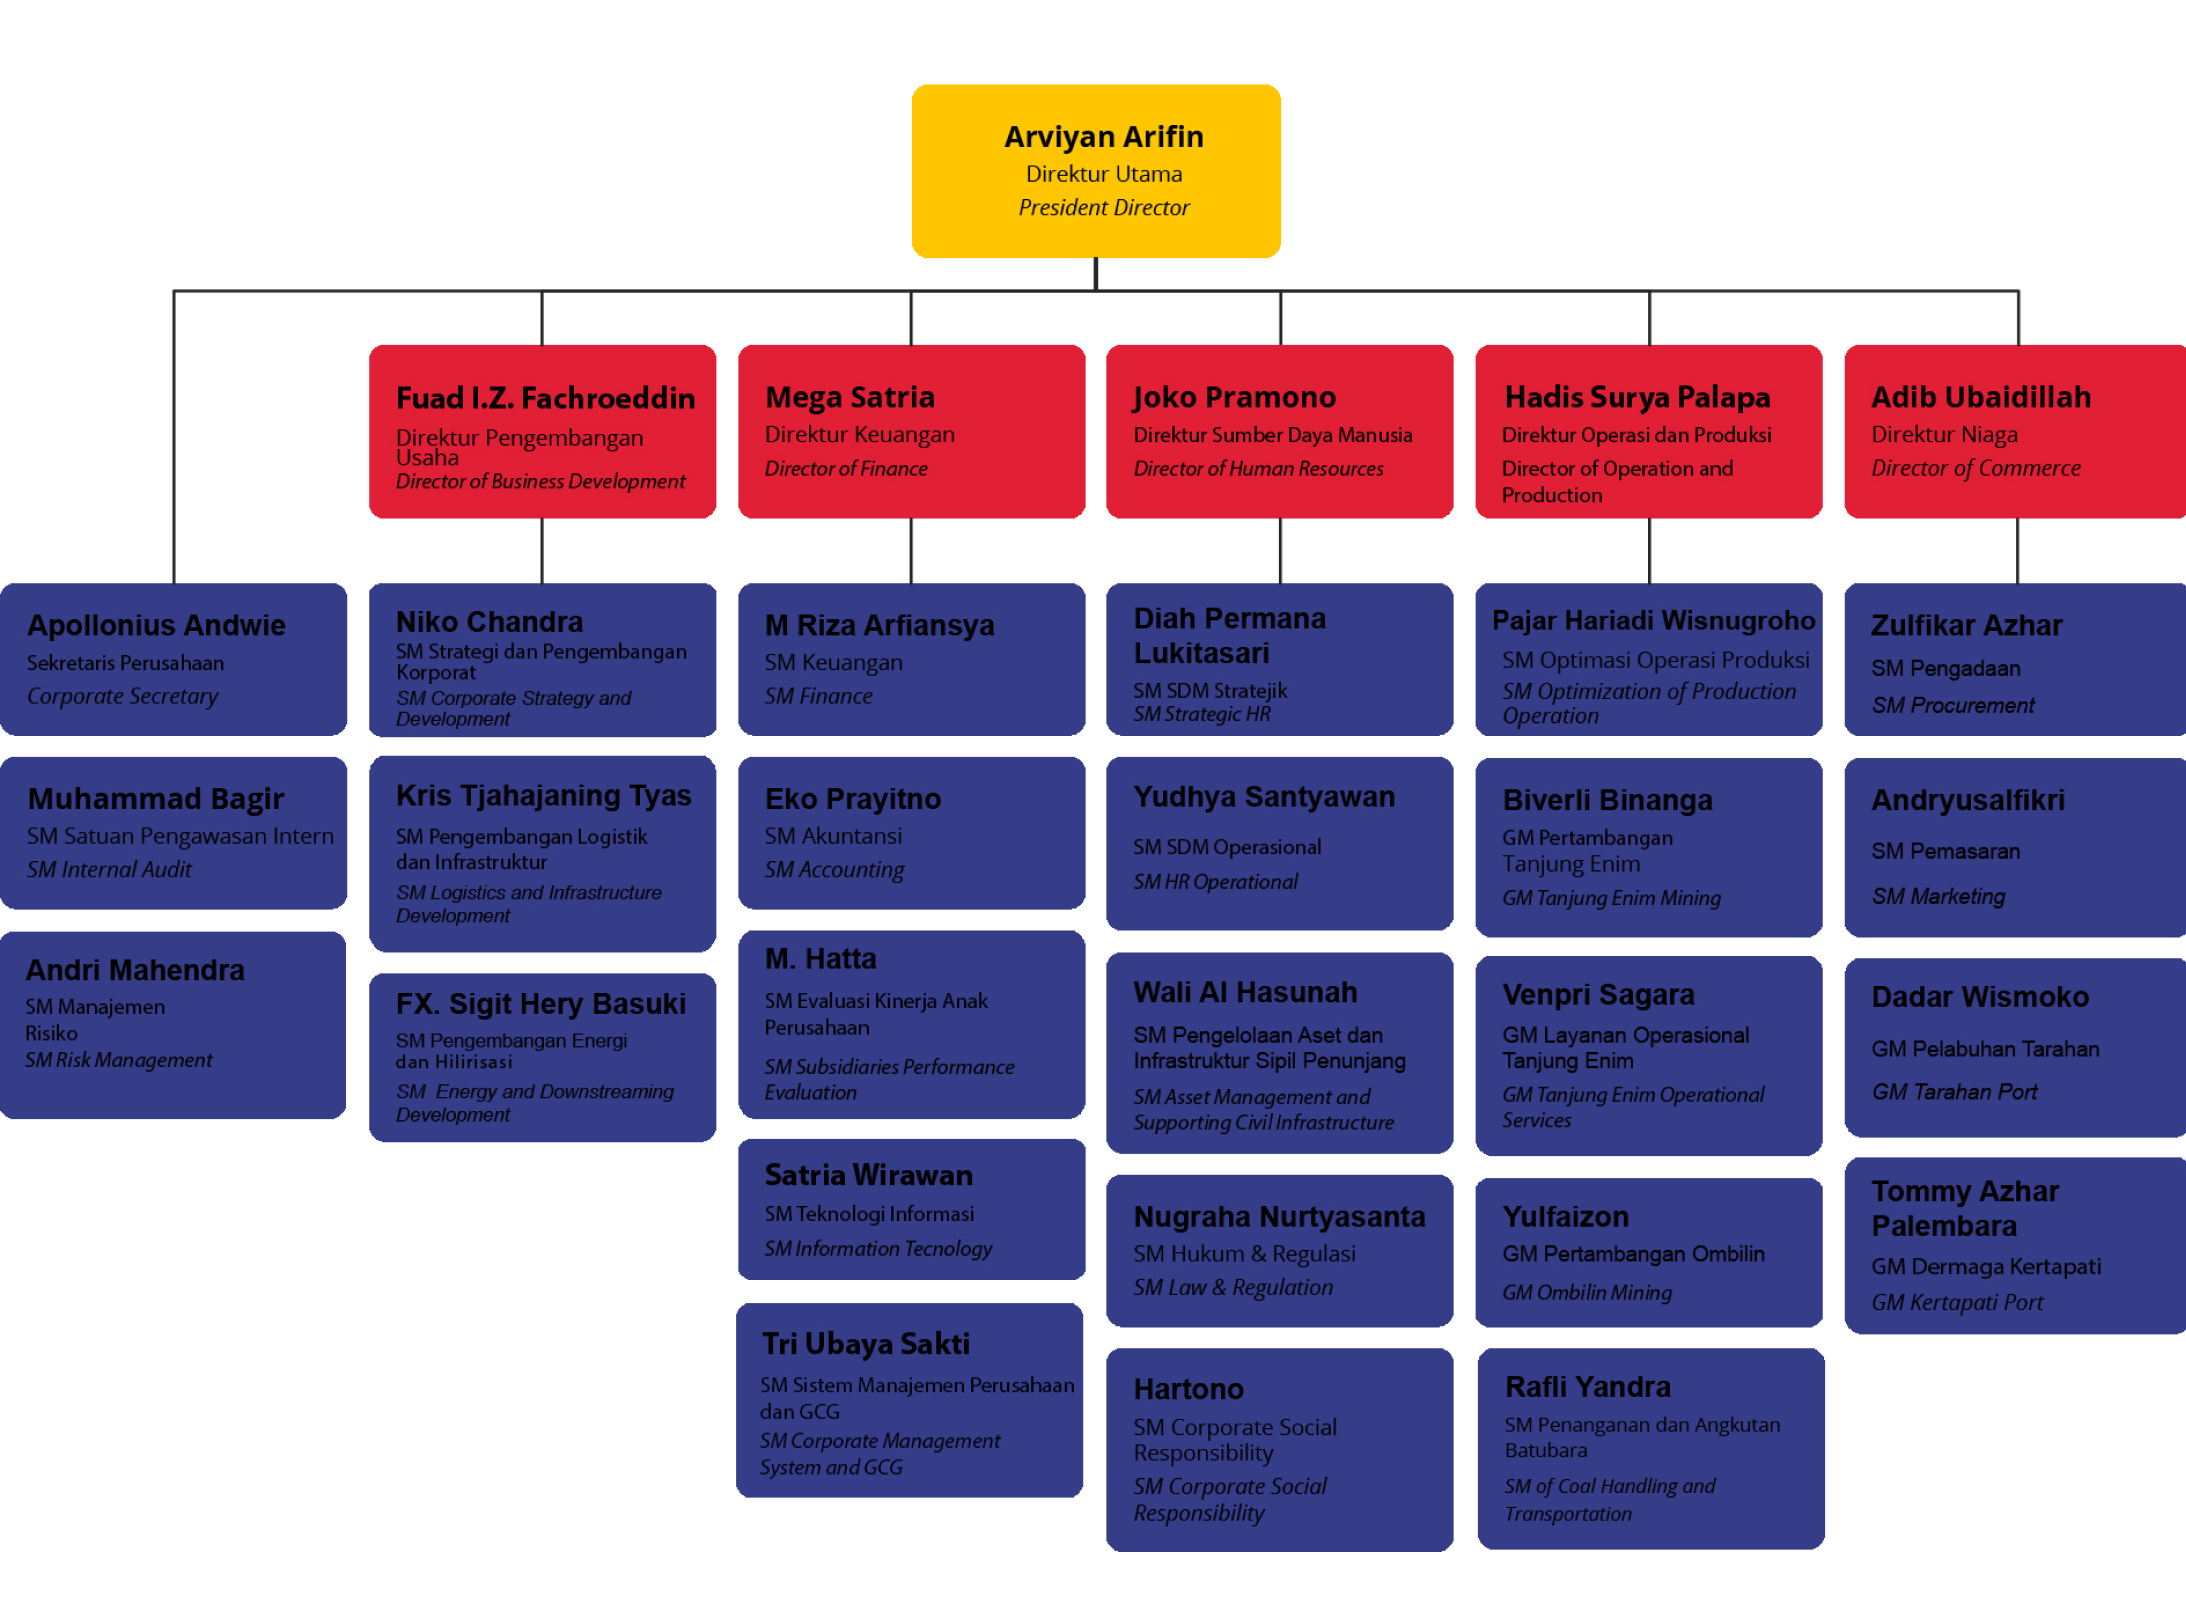 Arviyan Arifin
Direktur Utama
President Director
Fuad I.Z. Fachroeddin
Direktur Pengembangan
Usaha
Director of Business Development
Mega Satria
Direktur Keuangan
Director of Finance
Joko Pramono
Direktur Sumber Daya Manusia
Director of Human Resources
Hadis Surya Palapa
Direktur Operasi dan Produksi
Director of Operation and
Production
Adib Ubaidillah
Direktur Niaga
Director of Commerce
Apollonius Andwie
Sekretaris Perusahaan
Corporate Secretary
Muhammad Bagir
SM Satuan Pengawasan Intern
SM Internal Audit
Andri Mahendra
SM Manajemen
Risiko
SM Risk Management
Niko Chandra
SM Strategi dan Pengembangan
Korporat
SM Corporate Strategy and
Development
Kris Tjahajaning Tyas
SM Pengembangan Logistik
dan Infrastruktur
SM Logistics and Infrastructure
Development
FX. Sigit Hery Basuki
SM Pengembangan Energi
dan Hilirisasi
SM Energy and Downstreaming
Development
M Riza Arfiansya
SM Keuangan
SM Finance
Eko Prayitno
SM Akuntansi
SM Accounting
M. Hatta
SM Evaluasi Kinerja Anak
Perusahaan
SM Subsidiaries Performance
Evaluation
Satria Wirawan
SM Teknologi Informasi
SM Information Tecnology
Tri Ubaya Sakti
SM Sistem Manajemen Perusahaan
dan GCG
SM Corporate Management
System and GCG
Diah Permana
Lukitasari
SM SDM Stratejik
SM Strategic HR
Yudhya Santyawan
SM SDM Operasional
SM HR Operational
Wali Al Hasunah
SM Pengelolaan Aset dan
Infrastruktur Sipil Penunjang
SM Asset Management and
Supporting Civil Infrastructure
Nugraha Nurtyasanta
SM Hukum & Regulasi
SM Law & Regulation
Hartono
SM Corporate Social
Responsibility
SM Corporate Social
Responsibility
Pajar Hariadi Wisnugroho
SM Optimasi Operasi Produksi
SM Optimization of Production
Operation
Biverli Binanga
GM Pertambangan
Tanjung Enim
GM Tanjung Enim Mining
Venpri Sagara
GM Layanan Operasional
Tanjung Enim
GM Tanjung Enim Operational
Services
Yulfaizon
GM Pertambangan Ombilin
GM Ombilin Mining
Rafli Yandra
SM Penanganan dan Angkutan
Batubara
SM of Coal Handling and
Transportation
Zulfikar Azhar
SM Pengadaan
SM Procurement
Andryusalfikri
SM Pemasaran
SM Marketing
Dadar Wismoko
GM Pelabuhan Tarahan
GM Tarahan Port
Tommy Azhar
Palembara
GM Dermaga Kertapati
GM Kertapati Port